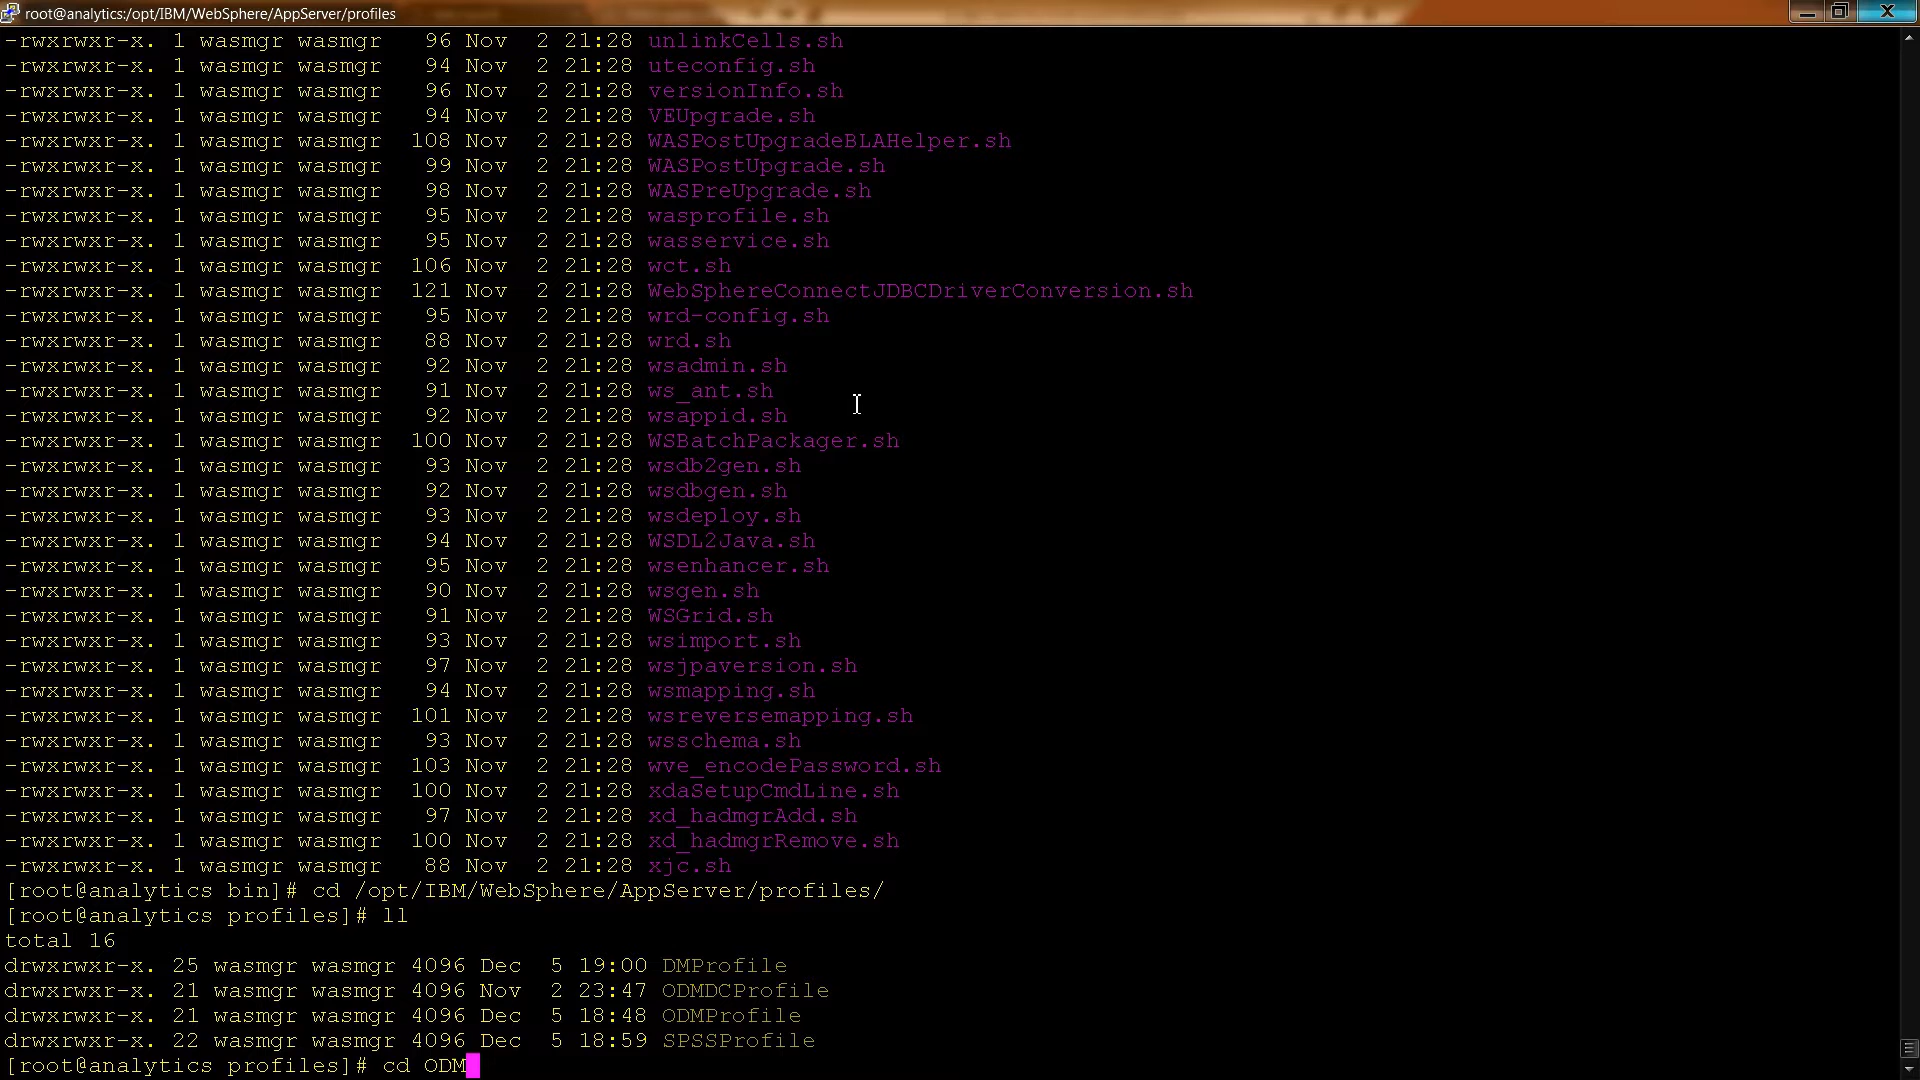 root@analytics:/opt/IBM/WebSphere/AppServer/profiles
-rwxrwxr-x. 1 wasmgr wasmgr   96 Nov  2 21:28 unlinkCells.sh
-rwxrwxr-x. 1 wasmgr wasmgr   94 Nov  2 21:28 uteconfig.sh
-rwxrwxr-x. 1 wasmgr wasmgr   96 Nov  2 21:28 versionInfo.sh
-rwxrwxr-x. 1 wasmgr wasmgr   94 Nov  2 21:28 VEUpgrade.sh
-rwxrwxr-x. 1 wasmgr wasmgr  108 Nov  2 21:28 WASPostUpgradeBLAHelper.sh
-rwxrwxr-x. 1 wasmgr wasmgr   99 Nov  2 21:28 WASPostUpgrade.sh
-rwxrwxr-x. 1 wasmgr wasmgr   98 Nov  2 21:28 WASPreUpgrade.sh
-rwxrwxr-x. 1 wasmgr wasmgr   95 Nov  2 21:28 wasprofile.sh
-rwxrwxr-x. 1 wasmgr wasmgr   95 Nov  2 21:28 wasservice.sh
-rwxrwxr-x. 1 wasmgr wasmgr  106 Nov  2 21:28 wct.sh
-rwxrwxr-x. 1 wasmgr wasmgr  121 Nov  2 21:28 WebSphereConnectJDBCDriverConversion.sh
-rwxrwxr-x. 1 wasmgr wasmgr   95 Nov  2 21:28 wrd-config.sh
-rwxrwxr-x. 1 wasmgr wasmgr   88 Nov  2 21:28 wrd.sh
-rwxrwxr-x. 1 wasmgr wasmgr   92 Nov  2 21:28 wsadmin.sh
-rwxrwxr-x. 1 wasmgr wasmgr   91 Nov  2 21:28 ws_ant.sh
-rwxrwxr-x. 1 wasmgr wasmgr   92 Nov  2 21:28 wsappid.sh
-rwxrwxr-x. 1 wasmgr wasmgr  100 Nov  2 21:28 WSBatchPackager.sh
-rwxrwxr-x. 1 wasmgr wasmgr   93 Nov  2 21:28 wsdb2gen.sh
-rwxrwxr-x. 1 wasmgr wasmgr   92 Nov  2 21:28 wsdbgen.sh
-rwxrwxr-x. 1 wasmgr wasmgr   93 Nov  2 21:28 wsdeploy.sh
-rwxrwxr-x. 1 wasmgr wasmgr   94 Nov  2 21:28 WSDL2Java.sh
-rwxrwxr-x. 1 wasmgr wasmgr   95 Nov  2 21:28 wsenhancer.sh
-rwxrwxr-x. 1 wasmgr wasmgr   90 Nov  2 21:28 wsgen.sh
-rwxrwxr-x. 1 wasmgr wasmgr   91 Nov  2 21:28 WSGrid.sh
-rwxrwxr-x. 1 wasmgr wasmgr   93 Nov  2 21:28 wsimport.sh
-rwxrwxr-x. 1 wasmgr wasmgr   97 Nov  2 21:28 wsjpaversion.sh
-rwxrwxr-x. 1 wasmgr wasmgr   94 Nov  2 21:28 wsmapping.sh
-rwxrwxr-x. 1 wasmgr wasmgr  101 Nov  2 21:28 wsreversemapping.sh
-rwxrwxr-x. 1 wasmgr wasmgr   93 Nov  2 21:28 wsschema.sh
-rwxrwxr-x. 1 wasmgr wasmgr  103 Nov  2 21:28 wve_encodePassword.sh
-rwxrwxr-x. 1 wasmgr wasmgr  100 Nov  2 21:28 xdaSetupCmdLine.sh
-rwxrwxr-x. 1 wasmgr wasmgr   97 Nov  2 21:28 xd_hadmgrAdd.sh
-rwxrwxr-x. 1 wasmgr wasmgr  100 Nov  2 21:28 xd_hadmgrRemove.sh
-rwxrwxr-x. 1 wasmgr wasmgr   88 Nov  2 21:28 xjc.sh
[root@analytics bin]# cd /opt/IBM/WebSphere/AppServer/profiles/
[root@analytics profiles]# ll
total 16
drwxrwxr-x. 25 wasmgr wasmgr 4096 Dec  5 19:00 DMProfile
drwxrwxr-x. 21 wasmgr wasmgr 4096 Nov  2 23:47 ODMDCProfile
drwxrwxr-x. 21 wasmgr wasmgr 4096 Dec  5 18:48 ODMProfile
drwxrwxr-x. 22 wasmgr wasmgr 4096 Dec  5 18:59 SPSSProfile
[root@analytics profiles]# cd ODM